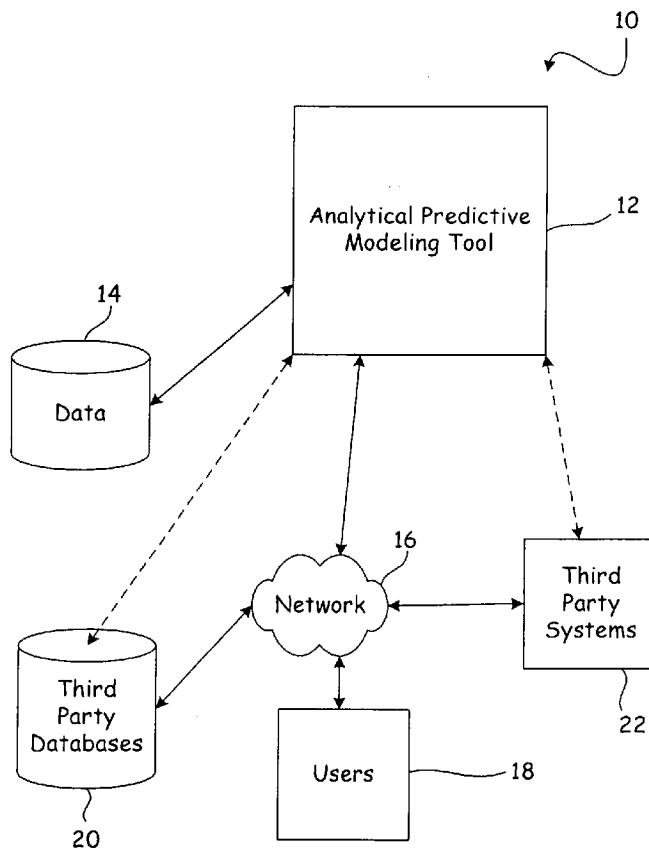 10
Analytical Predictive
Modeling Tool
12
14
Data
16
Network
Third
Party
Systems
22
Third
Party
Databases
20
Users
18